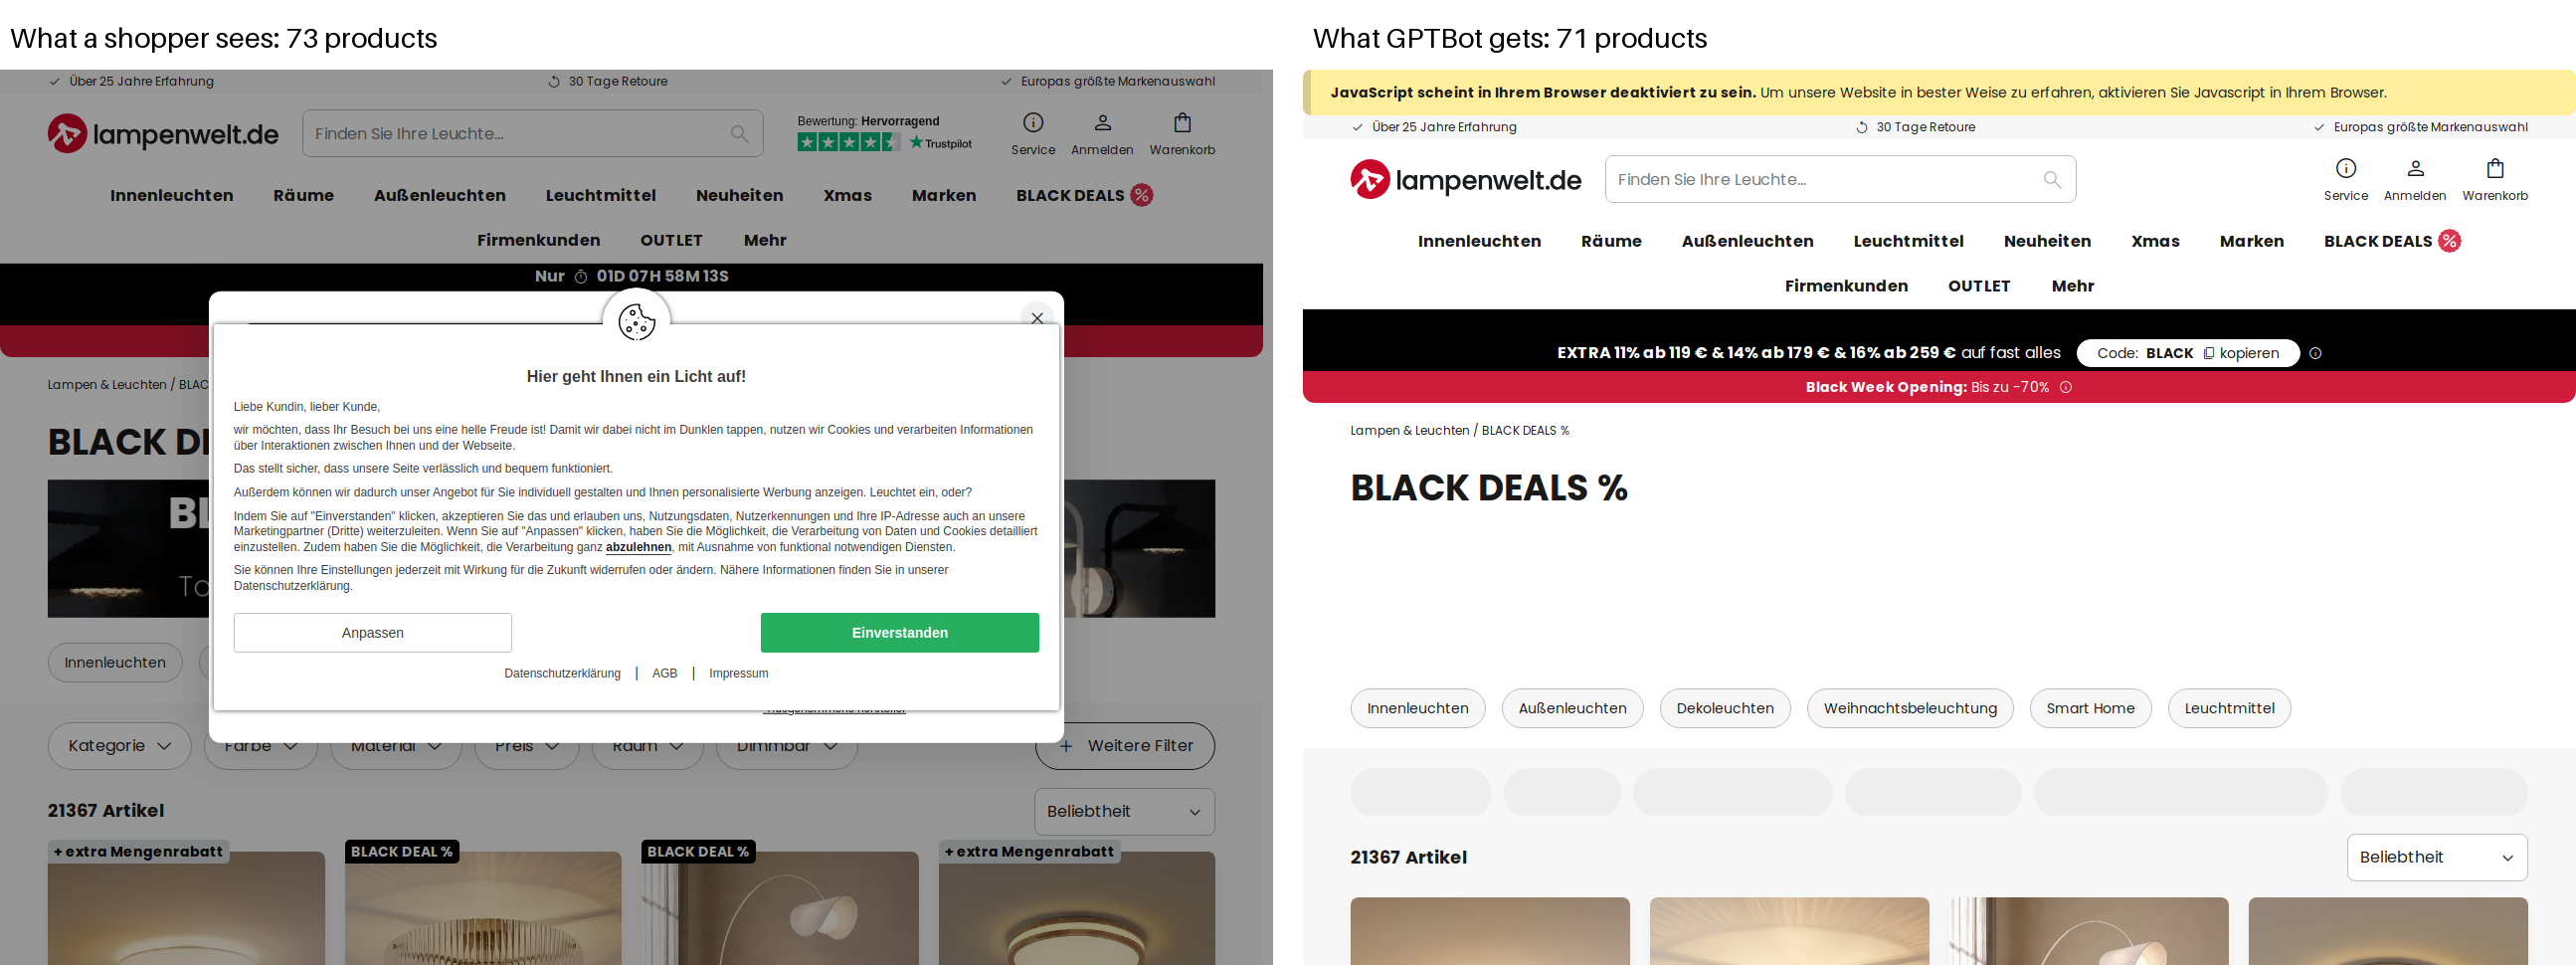 What a shopper sees: 73 products
Über 25 Jahre Erfahrung
30 Tage Retoure
Europas größte Markenauswahl
lampenwelt.de
Finden Sie Ihre Leuchte...
Bewertung: Hervorragend
Trustpilot
Service
Anmelden
Warenkorb
Innenleuchten Räume Außenleuchten Leuchtmittel Neuheiten Xmas Marken BLACK DEALS %
Firmenkunden OUTLET Mehr
Nur 01D 07H 58M 13S
Lampen & Leuchten /
BLACK
Hier geht Ihnen ein Licht auf!
Liebe Kundin, lieber Kunde,
wir möchten, dass Ihr Besuch bei uns eine helle Freude ist! Damit wir dabei nicht im Dunklen tappen, nutzen wir Cookies und verarbeiten Informationen
über Interaktionen zwischen Ihnen und der Webseite.
Das stellt sicher, dass unsere Seite verlässlich und bequem funktioniert.
Außerdem können wir dadurch unser Angebot für Sie individuell gestalten und Ihnen personalisierte Werbung anzeigen. Leuchtet ein, oder?
Indem Sie auf "Einverstanden" klicken, akzeptieren Sie das und erlauben uns, Nutzungsdaten, Nutzerkennungen und Ihre IP-Adresse auch an unsere
Marketingpartner (Dritte) weiterzuleiten. Wenn Sie auf "Anpassen" klicken, haben Sie die Möglichkeit, die Verarbeitung von Daten und Cookies detailliert
einzustellen. Zudem haben Sie die Möglichkeit, die Verarbeitung ganz abzulehnen, mit Ausnahme von funktional notwendigen Diensten.
Sie können Ihre Einstellungen jederzeit mit Wirkung für die Zukunft widerrufen oder ändern. Nähere Informationen finden Sie in unserer
Datenschutzerklärung.
Anpassen
Einverstanden
Datenschutzerklärung | AGB | Impressum
Innenleuchten
Kategorie Farbe Material Preis Raum Dimmbar + Weitere Filter
21367 Artikel
Beliebtheit
+ extra Mengenrabatt
BLACK DEAL %
BLACK DEAL %
+ extra Mengenrabatt
What GPTBot gets: 71 products
JavaScript scheint in Ihrem Browser deaktiviert zu sein. Um unsere Website in bester Weise zu erfahren, aktivieren Sie Javascript in Ihrem Browser.
Über 25 Jahre Erfahrung
30 Tage Retoure
Europas größte Markenauswahl
lampenwelt.de
Finden Sie Ihre Leuchte...
Service
Anmelden
Warenkorb
Innenleuchten Räume Außenleuchten Leuchtmittel Neuheiten Xmas Marken BLACK DEALS %
Firmenkunden OUTLET Mehr
EXTRA 11% ab 119 € & 14% ab 179 € & 16% ab 259 € auf fast alles
Code: BLACK kopieren
Black Week Opening: Bis zu -70%
Lampen & Leuchten / BLACK DEALS %
BLACK DEALS %
Innenleuchten
Außenleuchten
Dekoleuchten
Weihnachtsbeleuchtung
Smart Home
Leuchtmittel
21367 Artikel
Beliebtheit